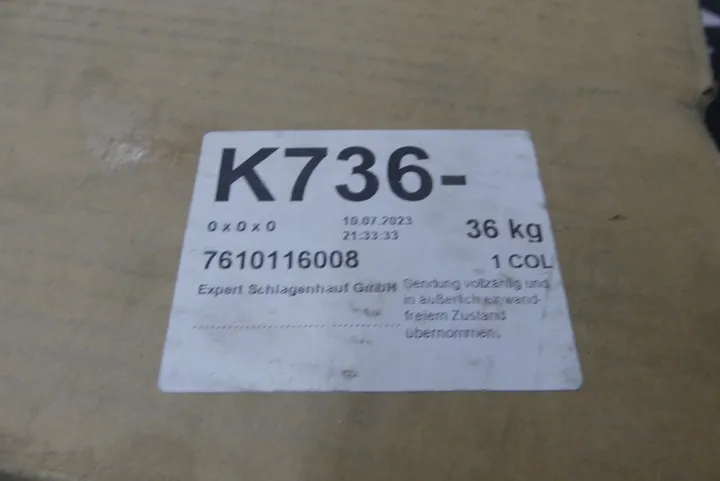 K736-
0 x 0 x 0
10.07.2023
21:33:33
36 kg
7610116008
1 COL
Expert Schlagenhauf GmbH
Sendung vollzählig und
in äußerlich einwand-
freiem Zustand
übernommen.